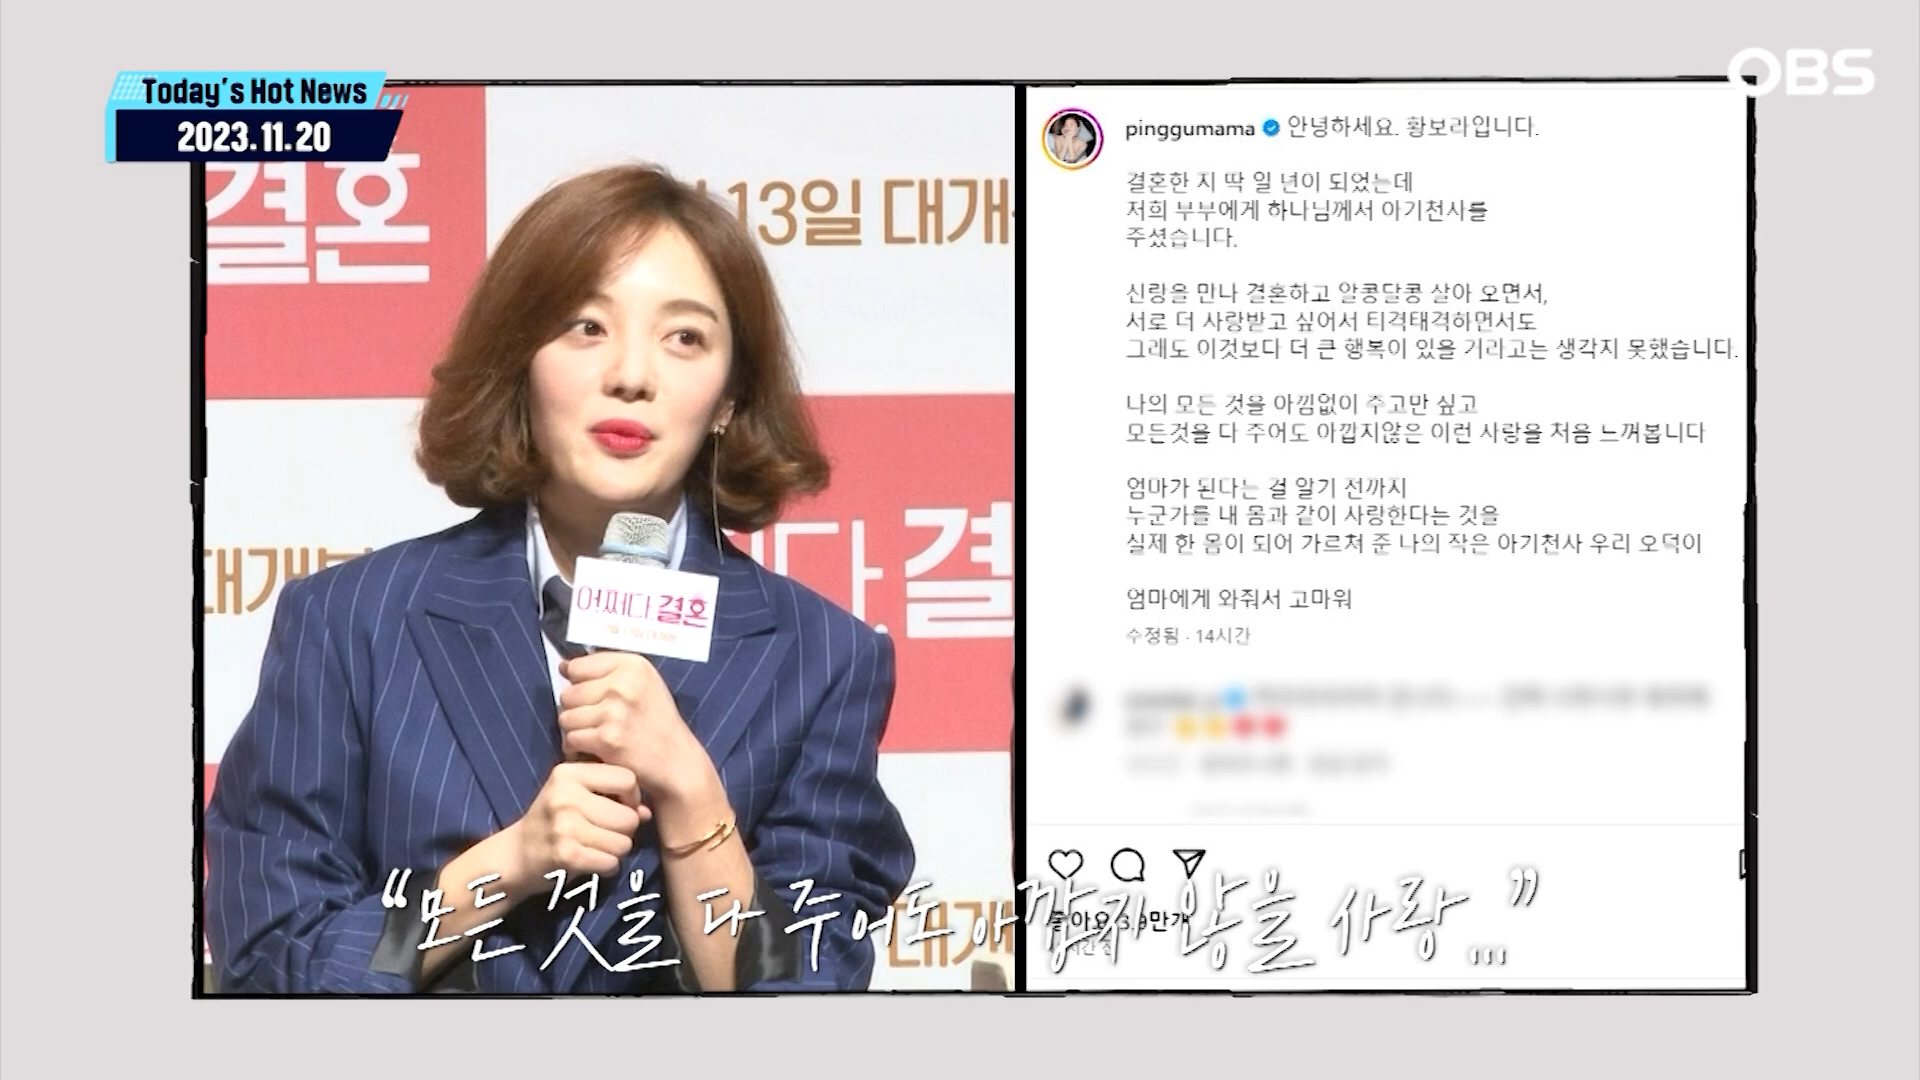 Today's Hot News
2023.11.20
OBS
결혼
13일 대개
대개
다.결
어쩌다.결혼
대개
pinggumama 안녕하세요. 황보라입니다.
결혼한 지 딱 일 년이 되었는데
저희 부부에게 하나님께서 아기천사를
주셨습니다.
신랑을 만나 결혼하고 알콩달콩 살아 오면서,
서로 더 사랑받고 싶어서 티격태격하면서도
그래도 이것보다 더 큰 행복이 있을 거라고는 생각지 못했습니다.
나의 모든 것을 아낌없이 주고만 싶고
모든것을 다 주어도 아깝지않은 이런 사랑을 처음 느껴봅니다
엄마가 된다는 걸 알기 전까지
누군가를 내 몸과 같이 사랑한다는 것을
실제 한 몸이 되어 가르쳐 준 나의 작은 아기천사 우리 오덕이
엄마에게 와줘서 고마워
수정됨 · 14시간
좋아요 3.9만개
“모든 것을 다 주어도 아깝지 않을 사랑...”